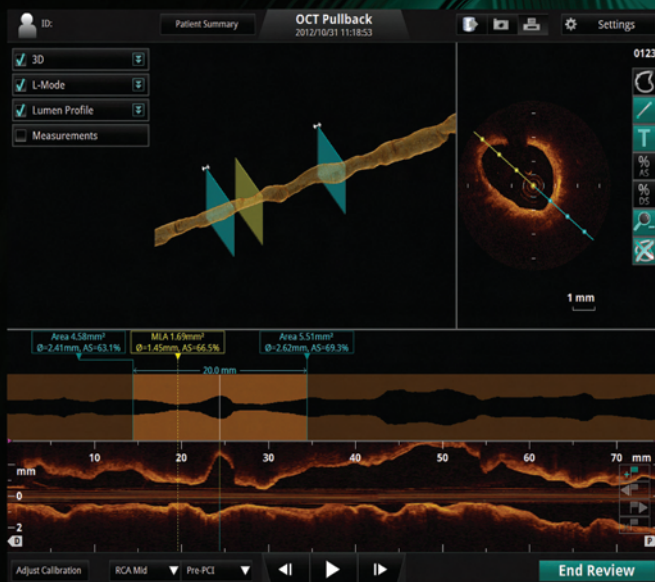 ID:
Patient Summary
OCT Pullback
2012/10/31 11:18:53
Settings
3D
L-Mode
Lumen Profile
Measurements
0123
T
%
AS
%
DS
1 mm
Area 4.58mm²
Ø=2.41mm, AS=63.1%
MLA 1.69mm²
Ø=1.45mm, AS=66.5%
Area 5.51mm²
Ø=2.62mm, AS=69.3%
20.0 mm
mm 10 20 30 40 50 60 70 mm
0
-2
D
P
Adjust Calibration
RCA Mid
Pre-PCI
End Review